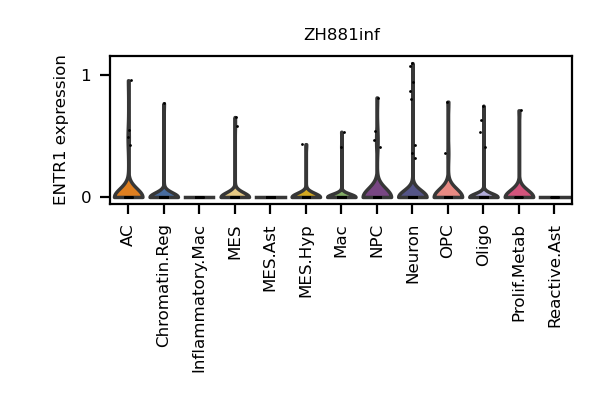 ZH881inf
ENTR1 expression
1
0
AC
Chromatin.Reg
Inflammatory.Mac
MES
MES.Ast
MES.Hyp
Mac
NPC
Neuron
OPC
Oligo
Prolif.Metab
Reactive.Ast